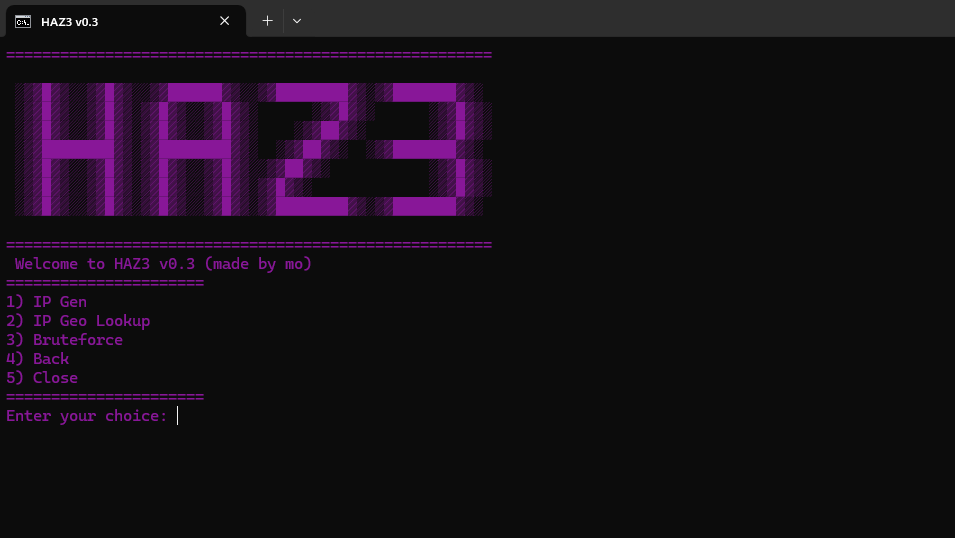 HAZ3 v0.3
======================================================
HAZ3
======================================================
Welcome to HAZ3 v0.3 (made by mo)
======================
1) IP Gen
2) IP Geo Lookup
3) Bruteforce
4) Back
5) Close
======================
Enter your choice: